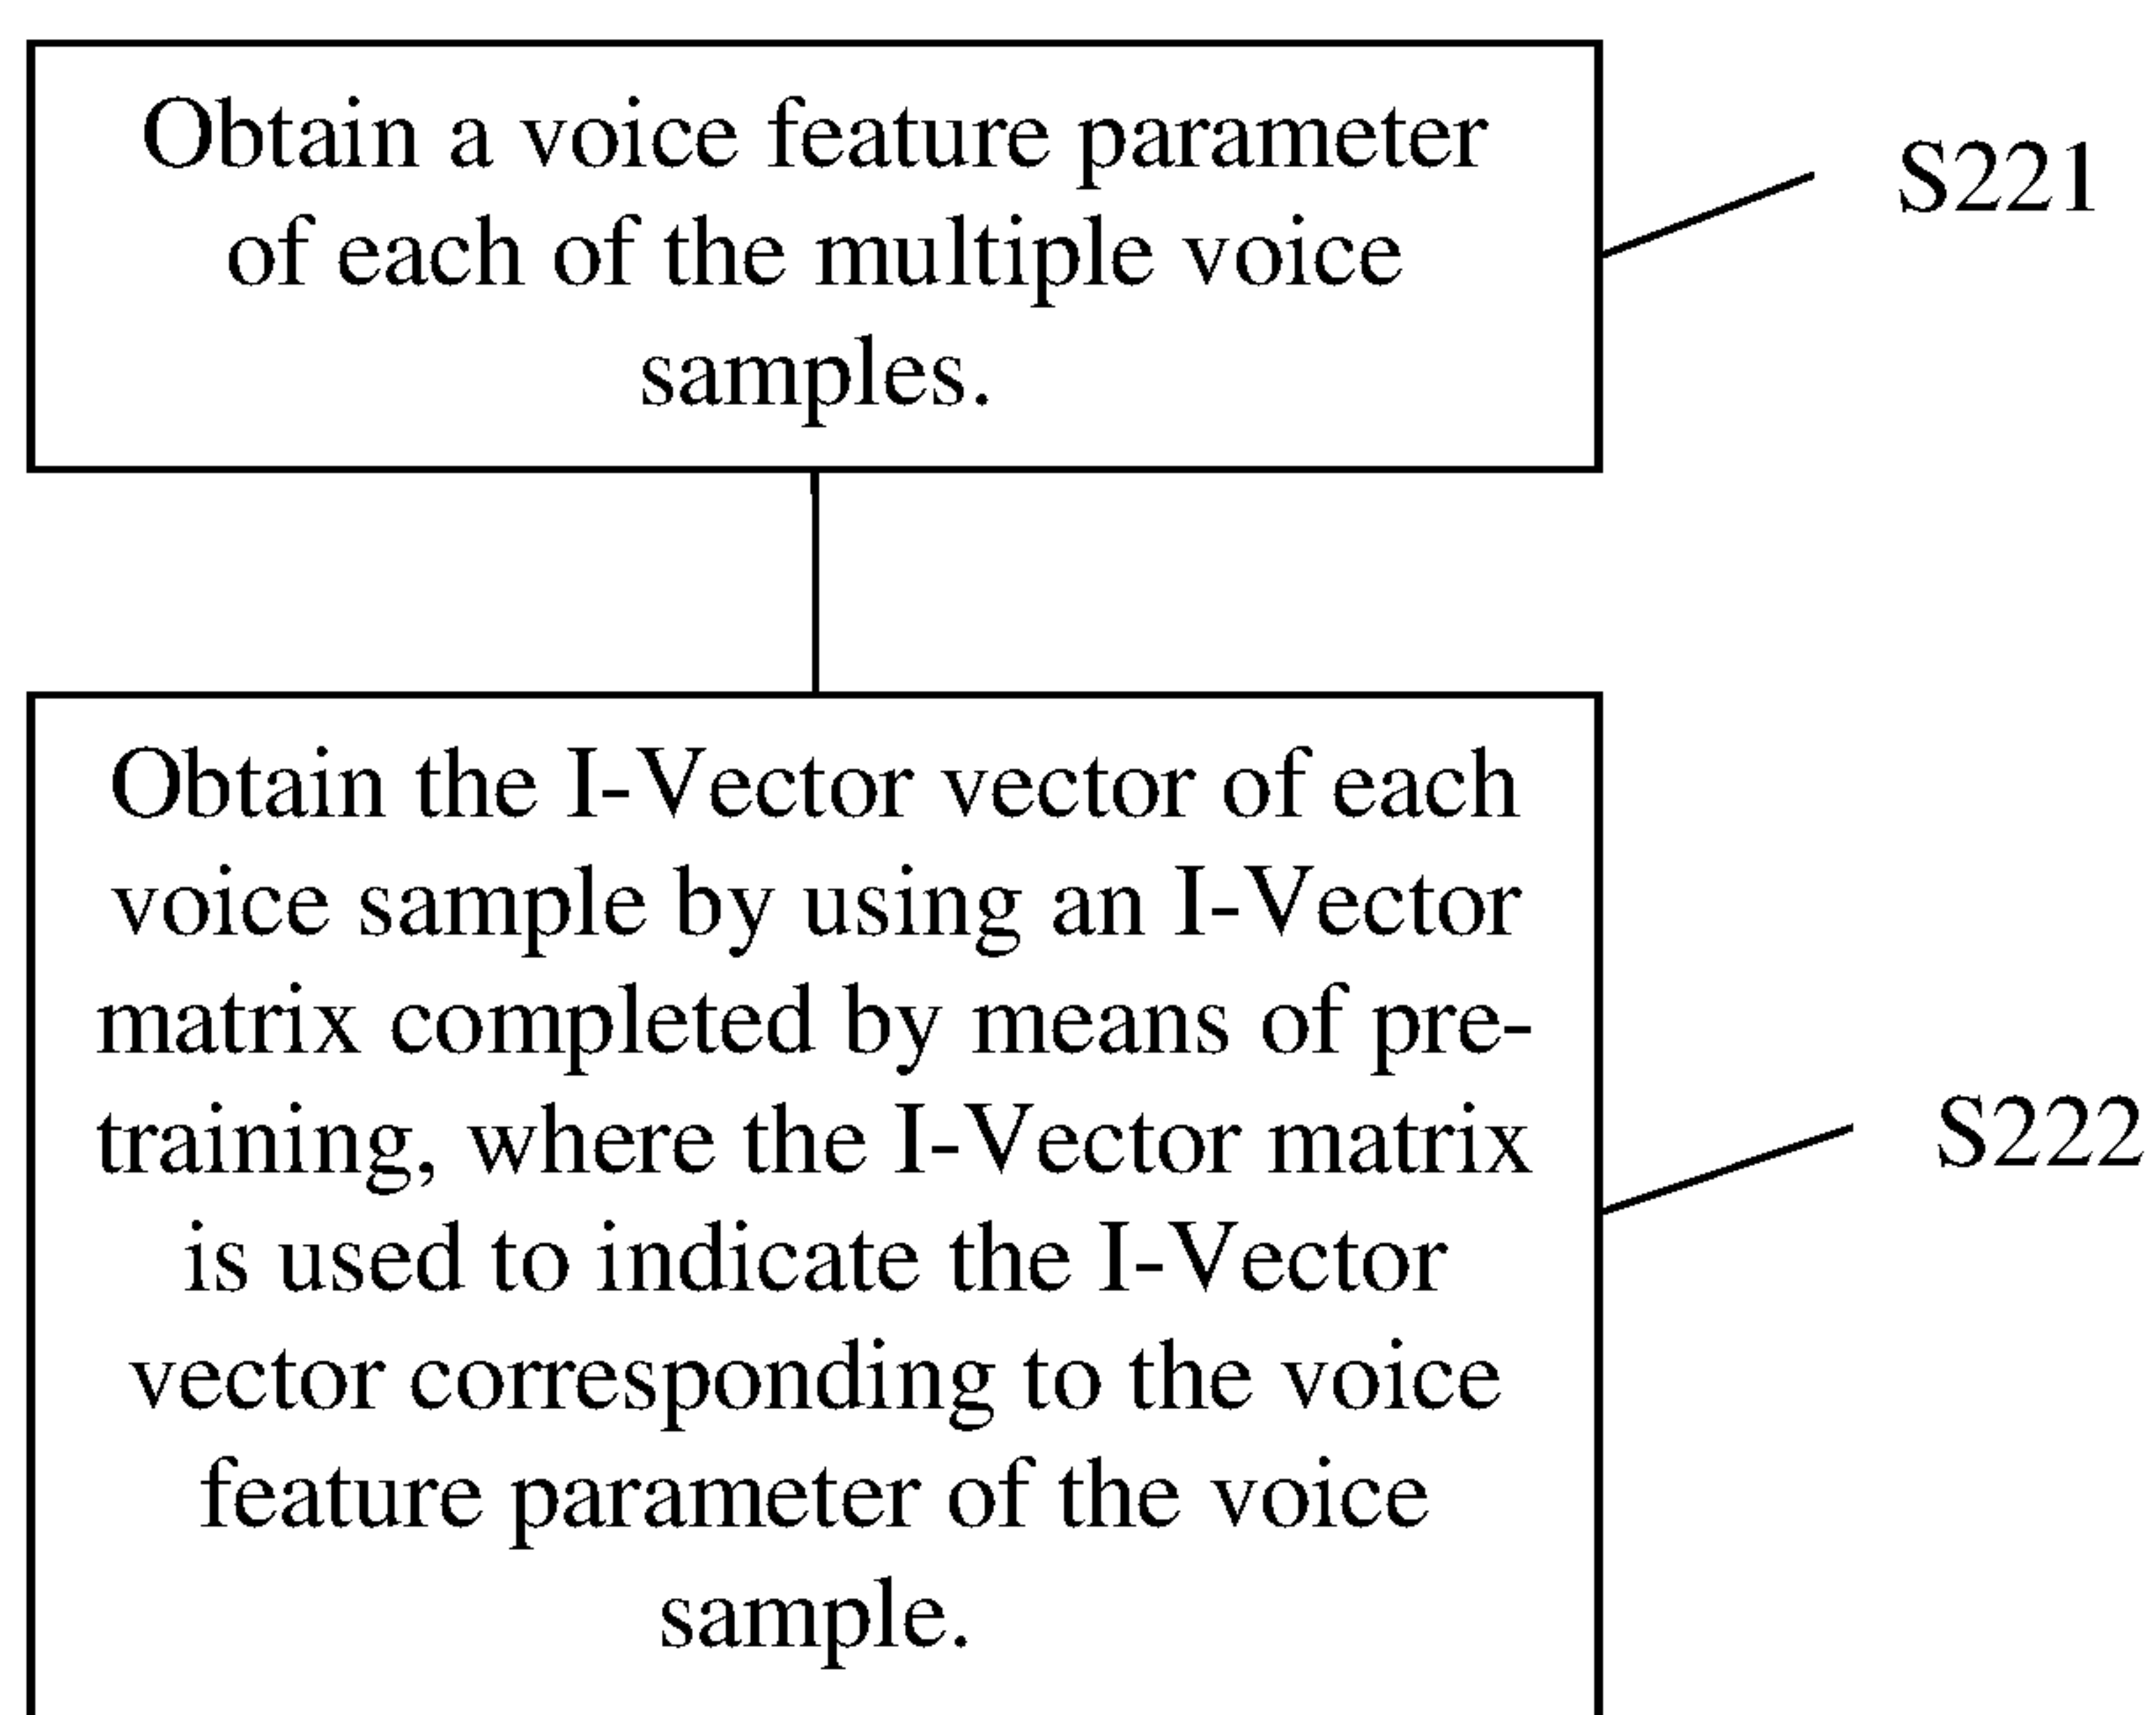 Obtain a voice feature parameter
of each of the multiple voice
samples.
S221
Obtain the I-Vector vector of each
voice sample by using an I-Vector
matrix completed by means of pre-
training, where the I-Vector matrix
is used to indicate the I-Vector
vector corresponding to the voice
feature parameter of the voice
sample.
S222